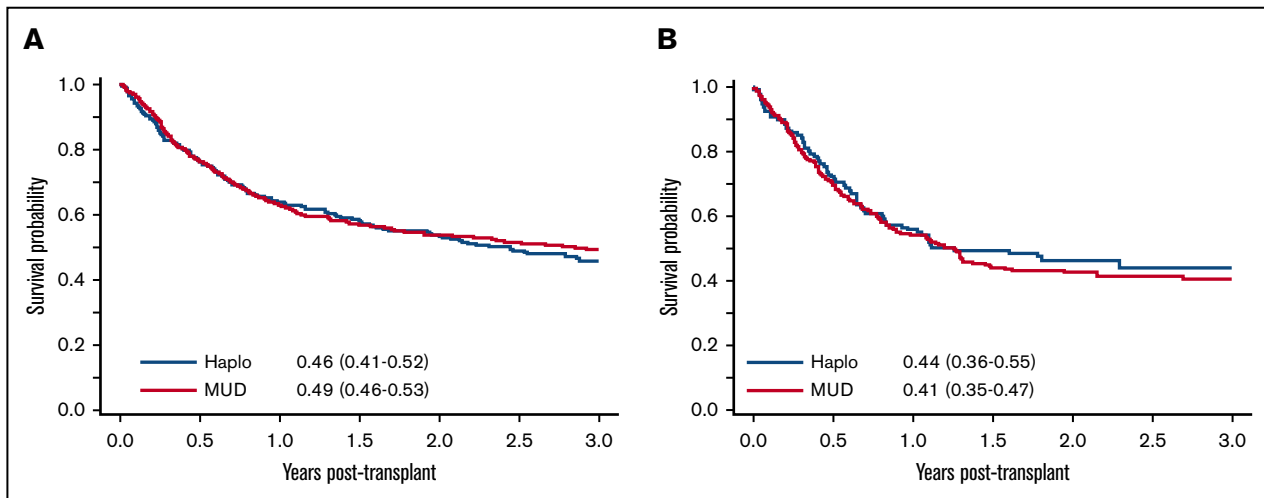 A
Survival probability
1.0
0.8
0.6
0.4
0.2
0.0
Haplo 0.46 (0.41-0.52)
MUD 0.49 (0.46-0.53)
0.0 0.5 1.0 1.5 2.0 2.5 3.0
Years post-transplant
B
Survival probability
1.0
0.8
0.6
0.4
0.2
0.0
Haplo 0.44 (0.36-0.55)
MUD 0.41 (0.35-0.47)
0.0 0.5 1.0 1.5 2.0 2.5 3.0
Years post-transplant